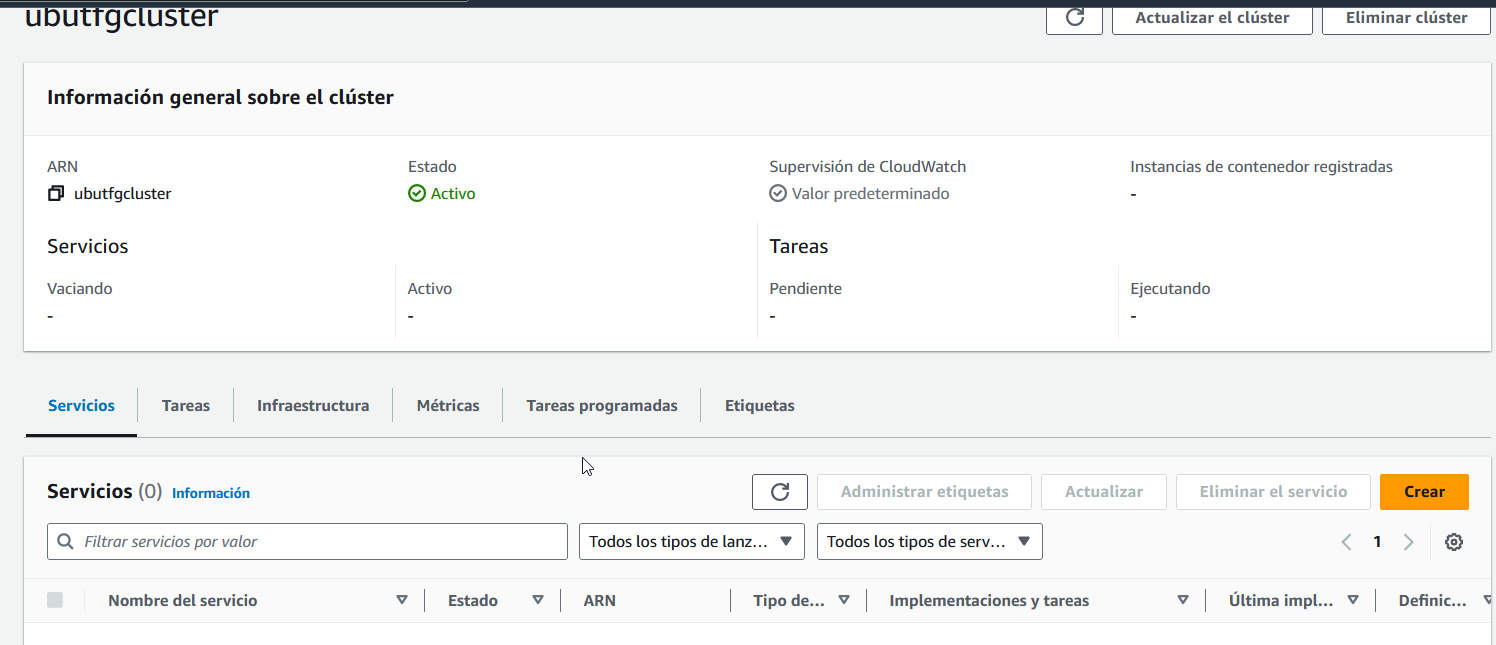 ubutfgcluster
Actualizar el clúster Eliminar clúster
Información general sobre el clúster
ARN Estado Supervisión de CloudWatch Instancias de contenedor registradas
ubutfgcluster Activo Valor predeterminado -
Servicios Tareas
Vaciando Activo Pendiente Ejecutando
- - - -
Servicios Tareas Infraestructura Métricas Tareas programadas Etiquetas
Servicios (0) Información Administrar etiquetas Actualizar Eliminar el servicio Crear
Filtrar servicios por valor Todos los tipos de lanz... Todos los tipos de serv... 1
Nombre del servicio Estado ARN Tipo de... Implementaciones y tareas Última impl... Definic...